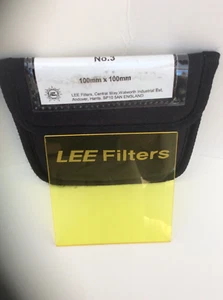 No.3
100mm x 100mm
LEE Filters, Central Way, Walworth Industrial Est,
Andover, Hants. SP10 5AN ENGLAND
LEE Filters